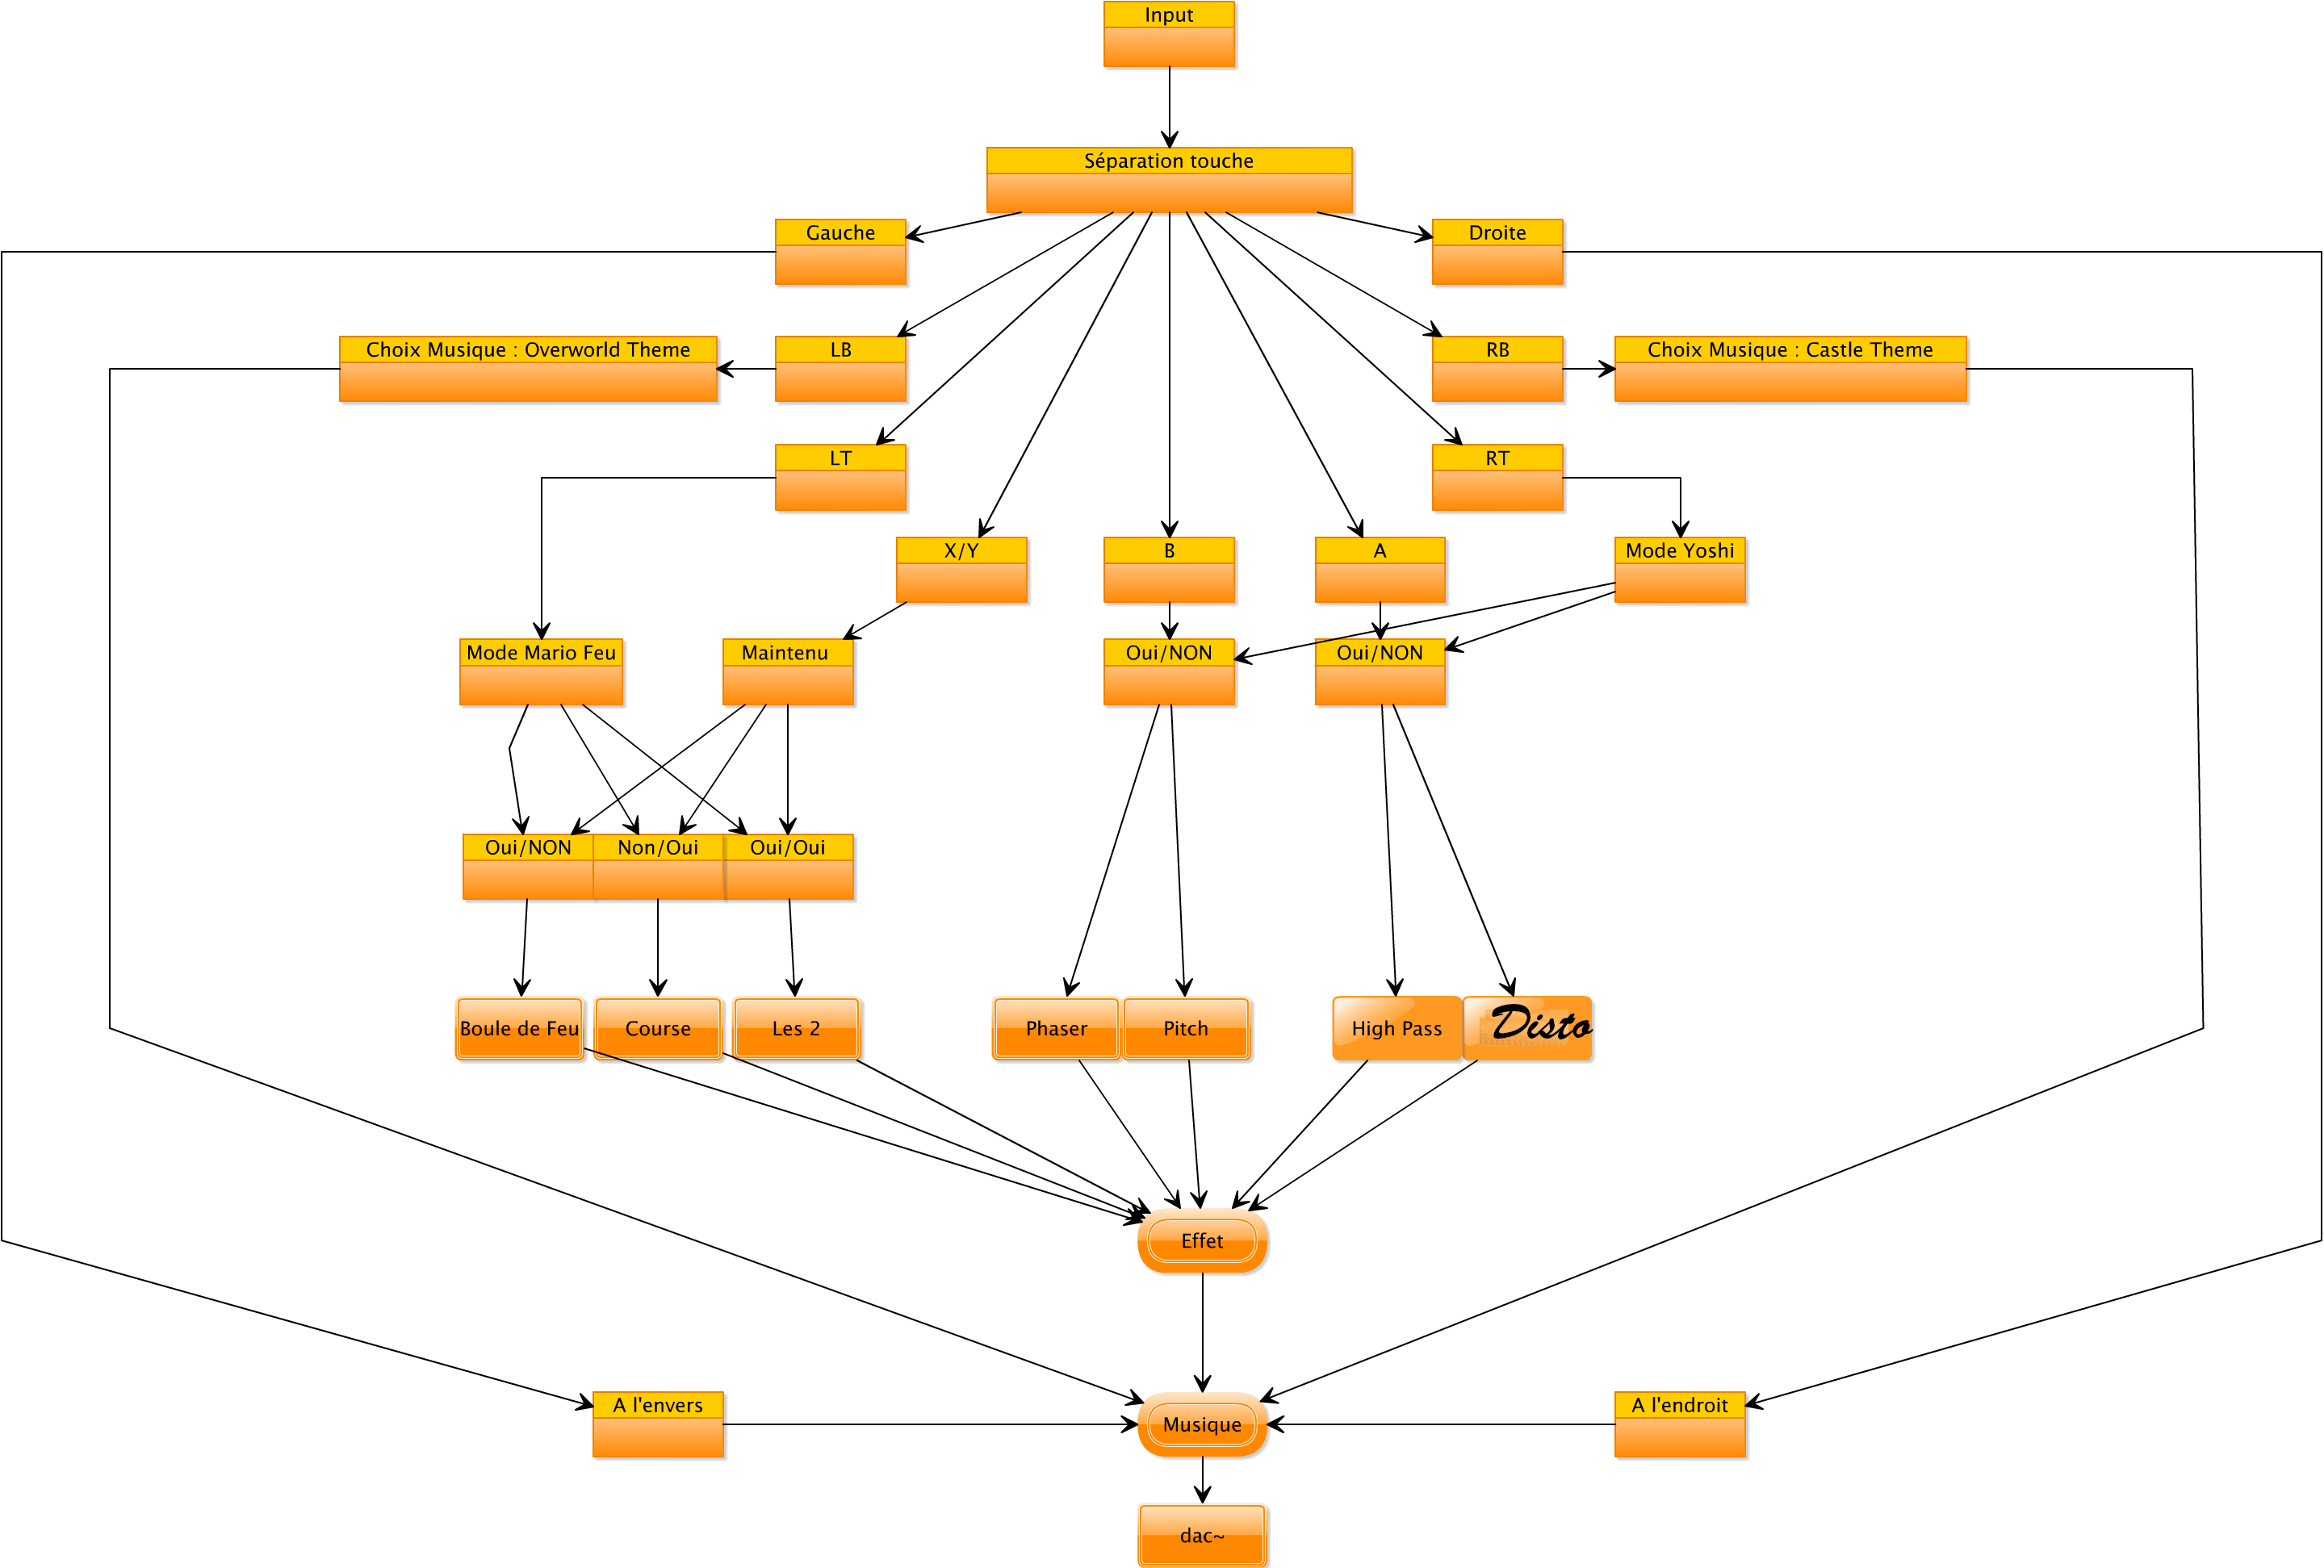 Input
Séparation touche
Gauche
Droite
Choix Musique : Overworld Theme
LB
RB
Choix Musique : Castle Theme
LT
RT
X/Y
B
A
Mode Yoshi
Mode Mario Feu
Maintenu
Oui/NON
Oui/NON
Oui/NON
Non/Oui
Oui/Oui
Boule de Feu
Course
Les 2
Phaser
Pitch
High Pass
Disto
Effet
A l'envers
Musique
A l'endroit
dac~